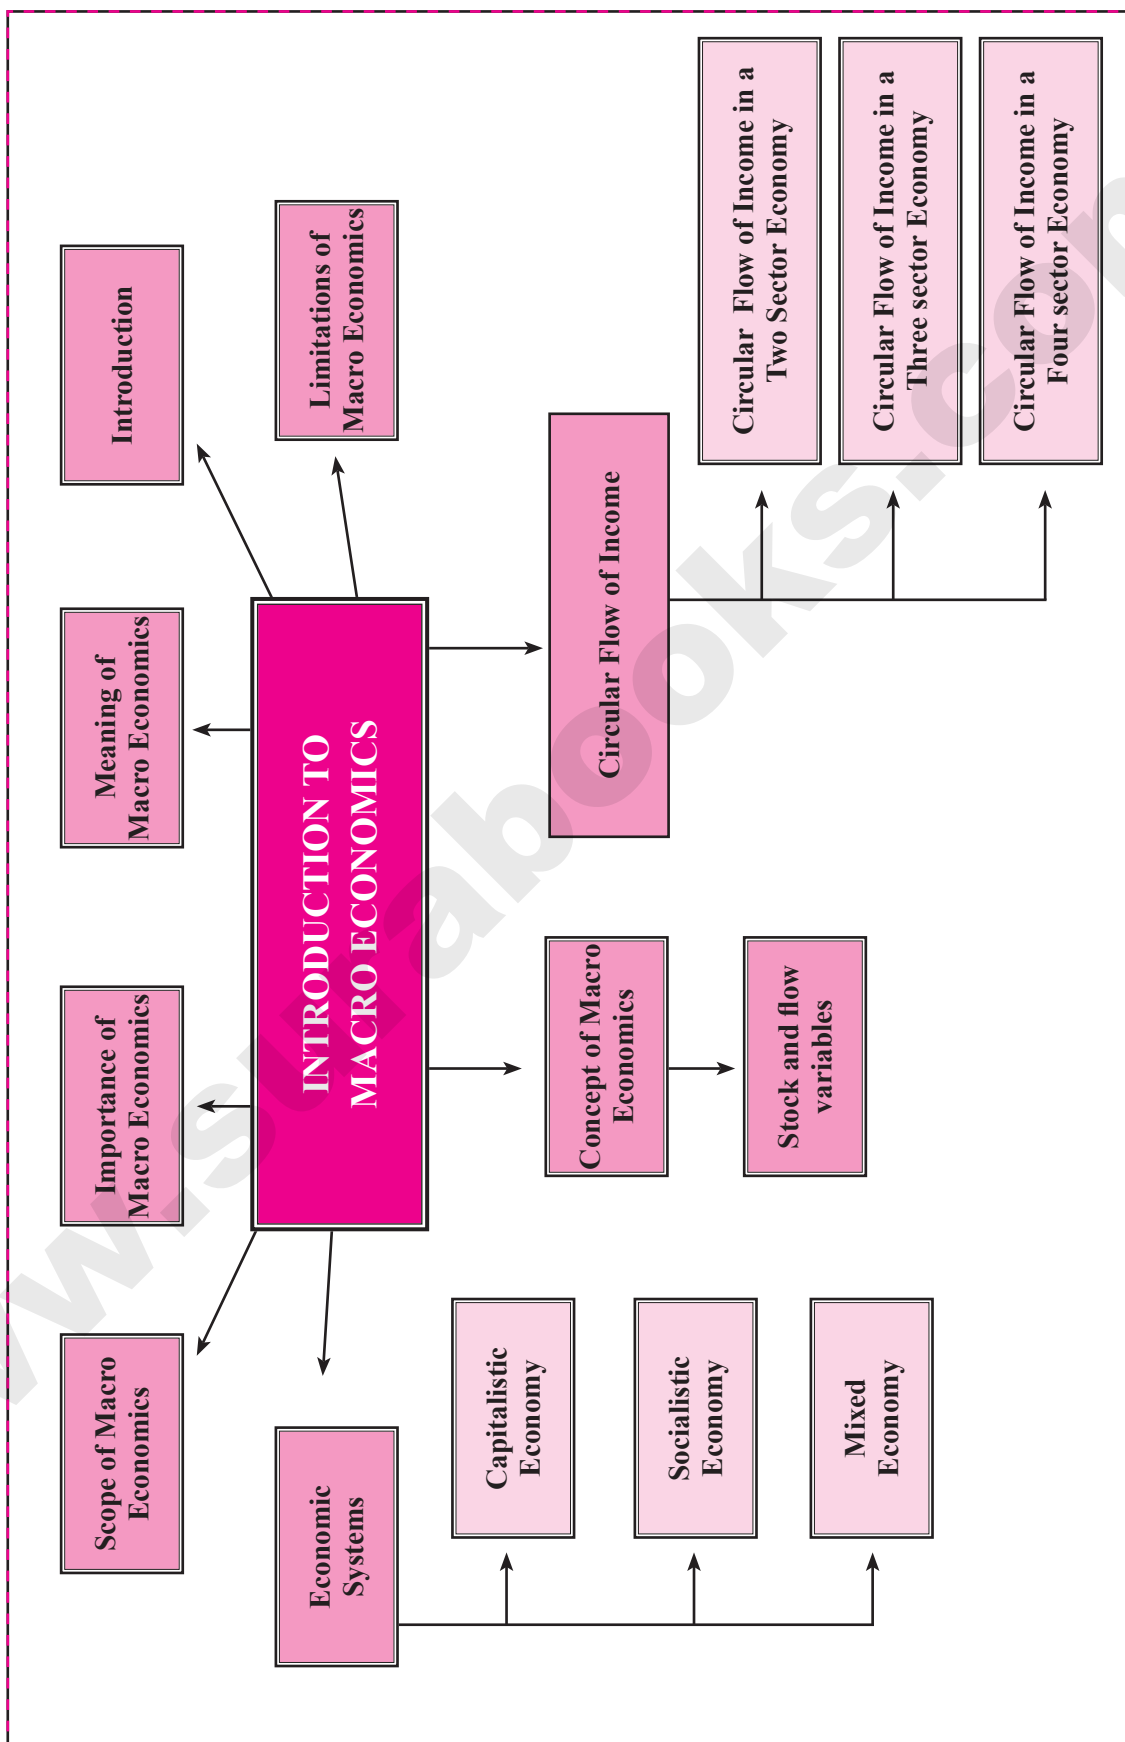 Scope of Macro
Economics
Importance of
Macro Economics
Meaning of
Macro Economics
Introduction
Economic
Systems
INTRODUCTION TO
MACRO ECONOMICS
Limitations of
Macro Economics
Capitalistic
Economy
Socialistic
Economy
Mixed
Economy
Concept of Macro
Economics
Stock and flow
variables
Circular Flow of Income
Circular Flow of Income in a
Two Sector Economy
Circular Flow of Income in a
Three sector Economy
Circular Flow of Income in a
Four sector Economy
w.surabooks.com